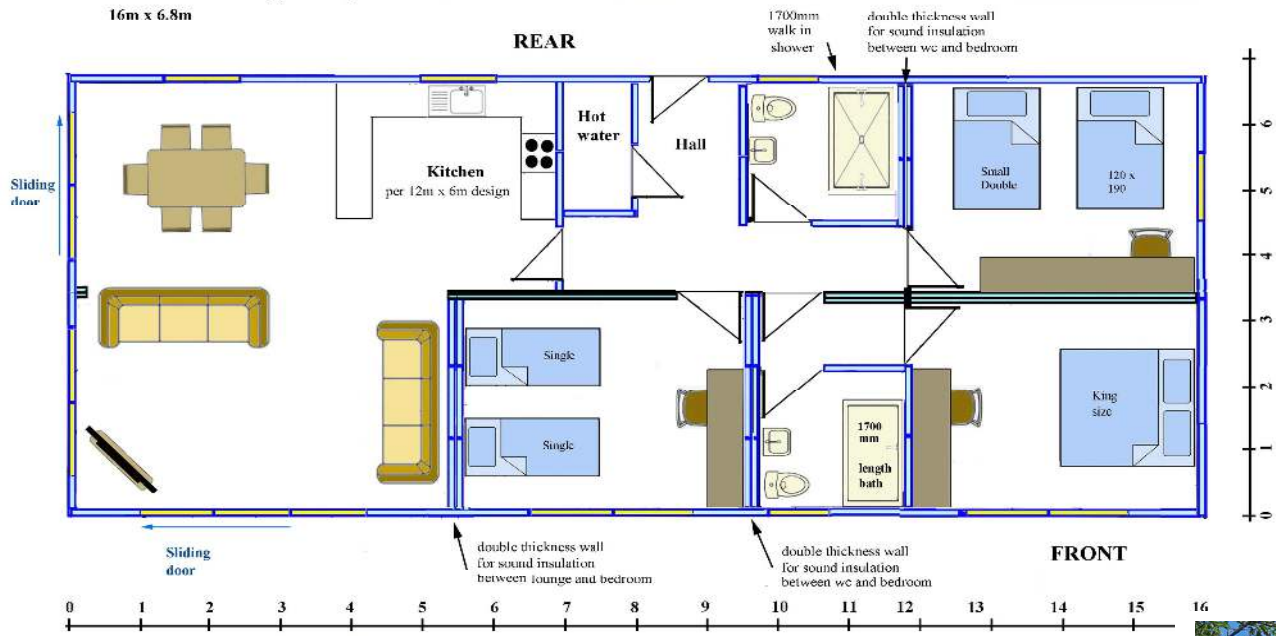 16m x 6.8m
REAR
1700mm
walk in
shower
double thickness wall
for sound insulation
between wc and bedroom
Sliding
door
Kitchen
per 12m x 6m design
Hot
water
Hall
Small
Double
120 x
190
6
5
4
3
2
1
0
Single
Single
1700
mm
length
bath
King
size
Sliding
door
double thickness wall
for sound insulation
between lounge and bedroom
double thickness wall
for sound insulation
between wc and bedroom
FRONT
0 1 2 3 4 5 6 7 8 9 10 11 12 13 14 15 16